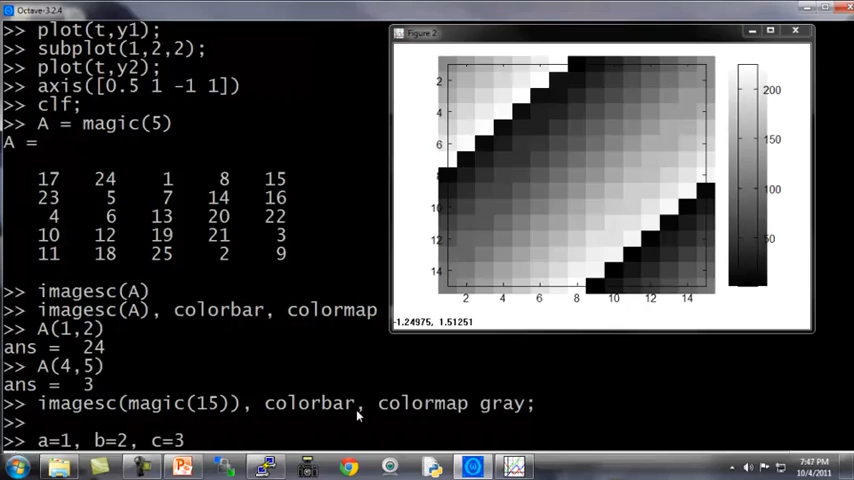 Octave-3.2.4
>> plot(t,y1);
>> subplot(1,2,2);
>> plot(t,y2);
>> axis([0.5 1 -1 1])
>> clf;
>> A = magic(5)
A =
17 24 1 8 15
23 5 7 14 16
4 6 13 20 22
10 12 19 21 3
11 18 25 2 9
>> imagesc(A)
>> imagesc(A), colorbar, colormap
>> A(1,2)
ans = 24
>> A(4,5)
ans = 3
>> imagesc(magic(15)), colorbar, colormap gray;
>>
>> a=1, b=2, c=3
Figure 2
2
4
6
8
10
12
14
2 4 6 8 10 12 14
200
150
100
50
-1.24975, 1.51251
7:47 PM
10/4/2011